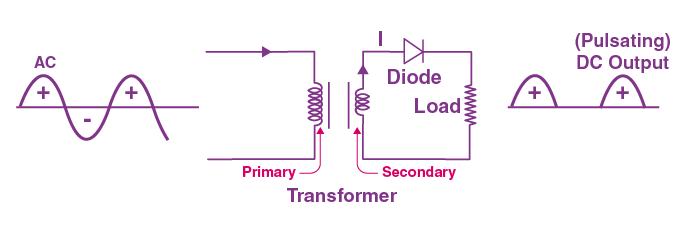 AC
+
-
+
I
Diode
Load
Primary
Secondary
Transformer
(Pulsating)
DC Output
+
+